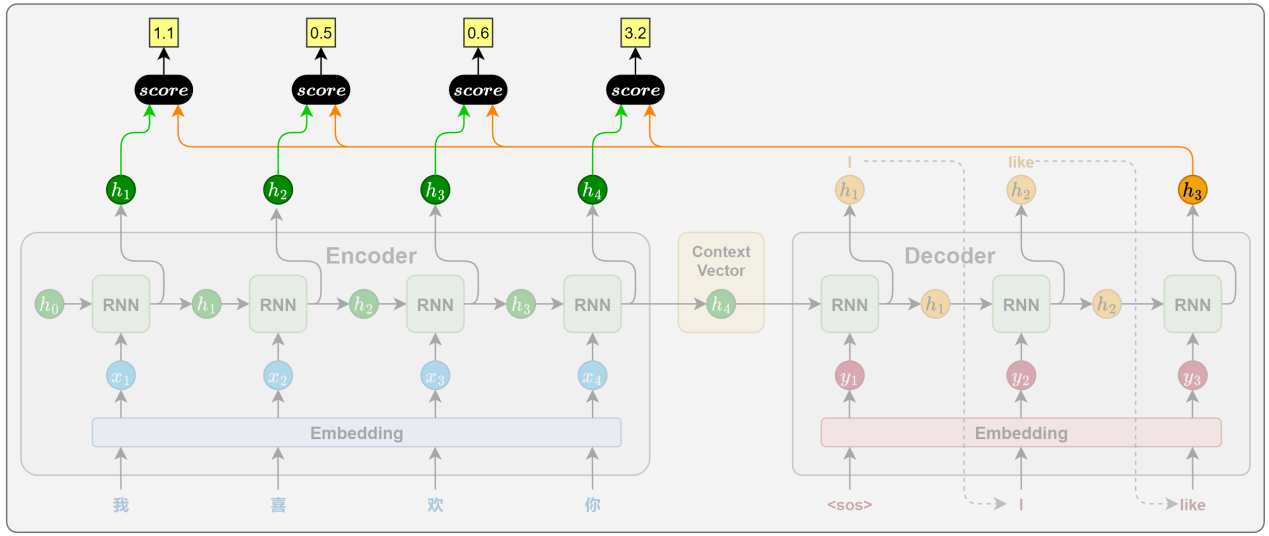 1.1 0.5 0.6 3.2
score score score score
I like
h₁ h₂ h₃ h₄ h₁ h₂ h₃
Encoder Context Decoder
Vector
h₀ RNN h₁ RNN h₂ RNN h₃ RNN h₄ RNN h₁ RNN h₂ RNN
x₁ x₂ x₃ x₄ y₁ y₂ y₃
Embedding Embedding
我 喜 欢 你 <sos> I like